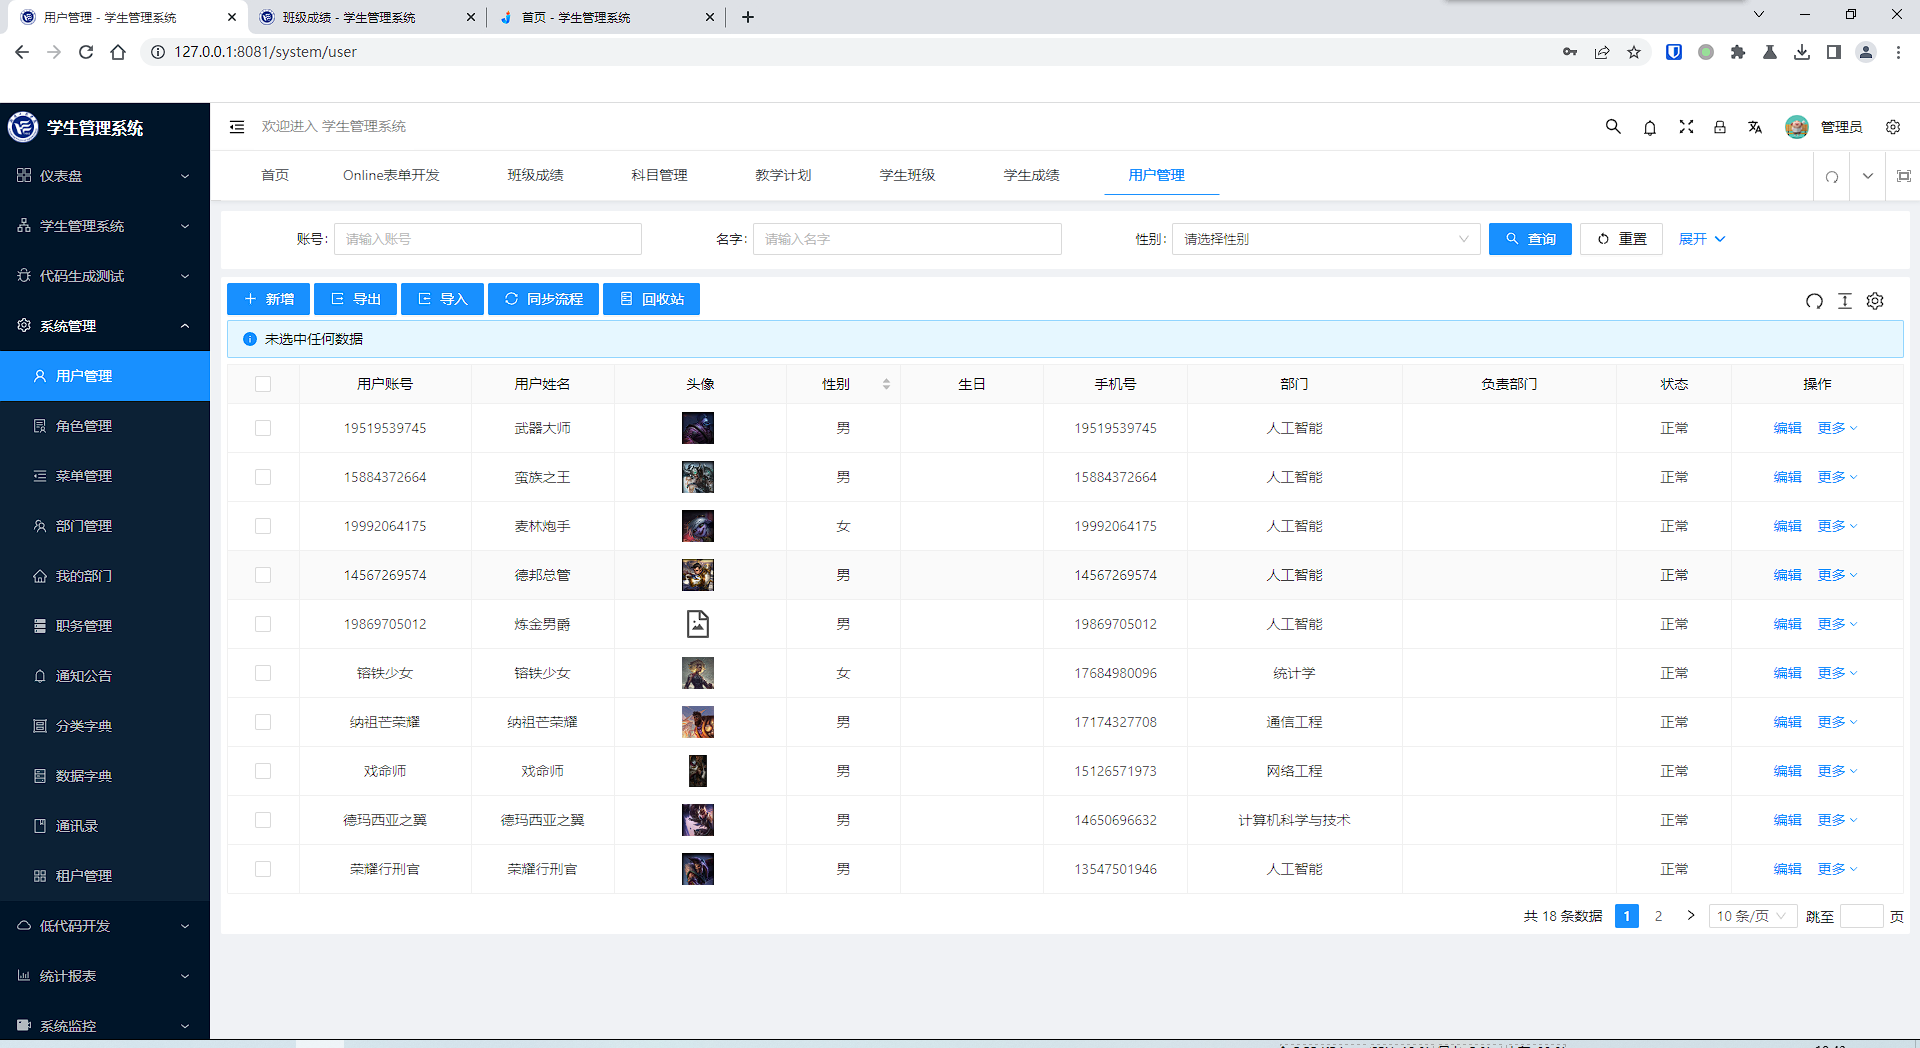 用户管理 - 学生管理系统
班级成绩 - 学生管理系统
首页 - 学生管理系统
127.0.0.1:8081/system/user
学生管理系统
欢迎进入 学生管理系统
管理员
首页
Online表单开发
班级成绩
科目管理
教学计划
学生班级
学生成绩
用户管理
仪表盘
学生管理系统
代码生成测试
系统管理
用户管理
角色管理
菜单管理
部门管理
我的部门
职务管理
通知公告
分类字典
数据字典
通讯录
租户管理
低代码开发
统计报表
系统监控
账号: 请输入账号 名字: 请输入名字 性别: 请选择性别 查询 重置 展开
新增 导出 导入 同步流程 回收站
未选中任何数据
用户账号 用户姓名 头像 性别 生日 手机号 部门 负责部门 状态 操作
19519539745 武器大师 男 19519539745 人工智能 正常 编辑 更多
15884372664 蛮族之王 男 15884372664 人工智能 正常 编辑 更多
19992064175 麦林炮手 女 19992064175 人工智能 正常 编辑 更多
14567269574 德邦总管 男 14567269574 人工智能 正常 编辑 更多
19869705012 炼金男爵 男 19869705012 人工智能 正常 编辑 更多
镕铁少女 镕铁少女 女 17684980096 统计学 正常 编辑 更多
纳祖芒荣耀 纳祖芒荣耀 男 17174327708 通信工程 正常 编辑 更多
戏命师 戏命师 男 15126571973 网络工程 正常 编辑 更多
德玛西亚之翼 德玛西亚之翼 男 14650696632 计算机科学与技术 正常 编辑 更多
荣耀行刑官 荣耀行刑官 男 13547501946 人工智能 正常 编辑 更多
共 18 条数据 1 2 10 条/页 跳至 页